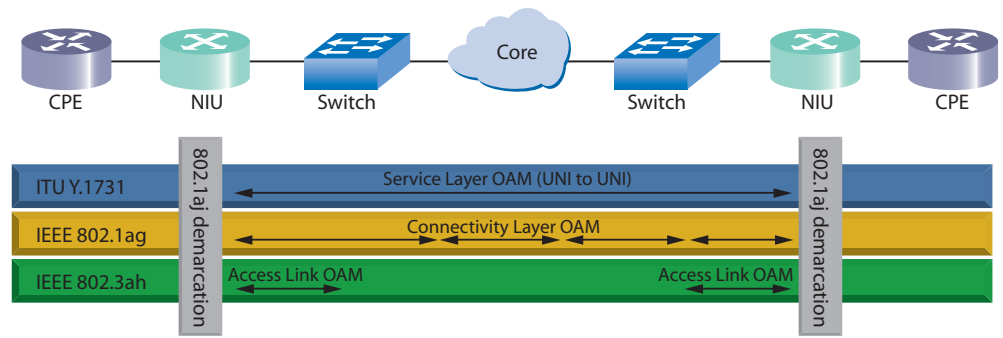 Core
CPE
NIU
Switch
Switch
NIU
CPE
802.1aj demarcation
802.1aj demarcation
ITU Y.1731
Service Layer OAM (UNI to UNI)
IEEE 802.1ag
Connectivity Layer OAM
IEEE 802.3ah
Access Link OAM
Access Link OAM